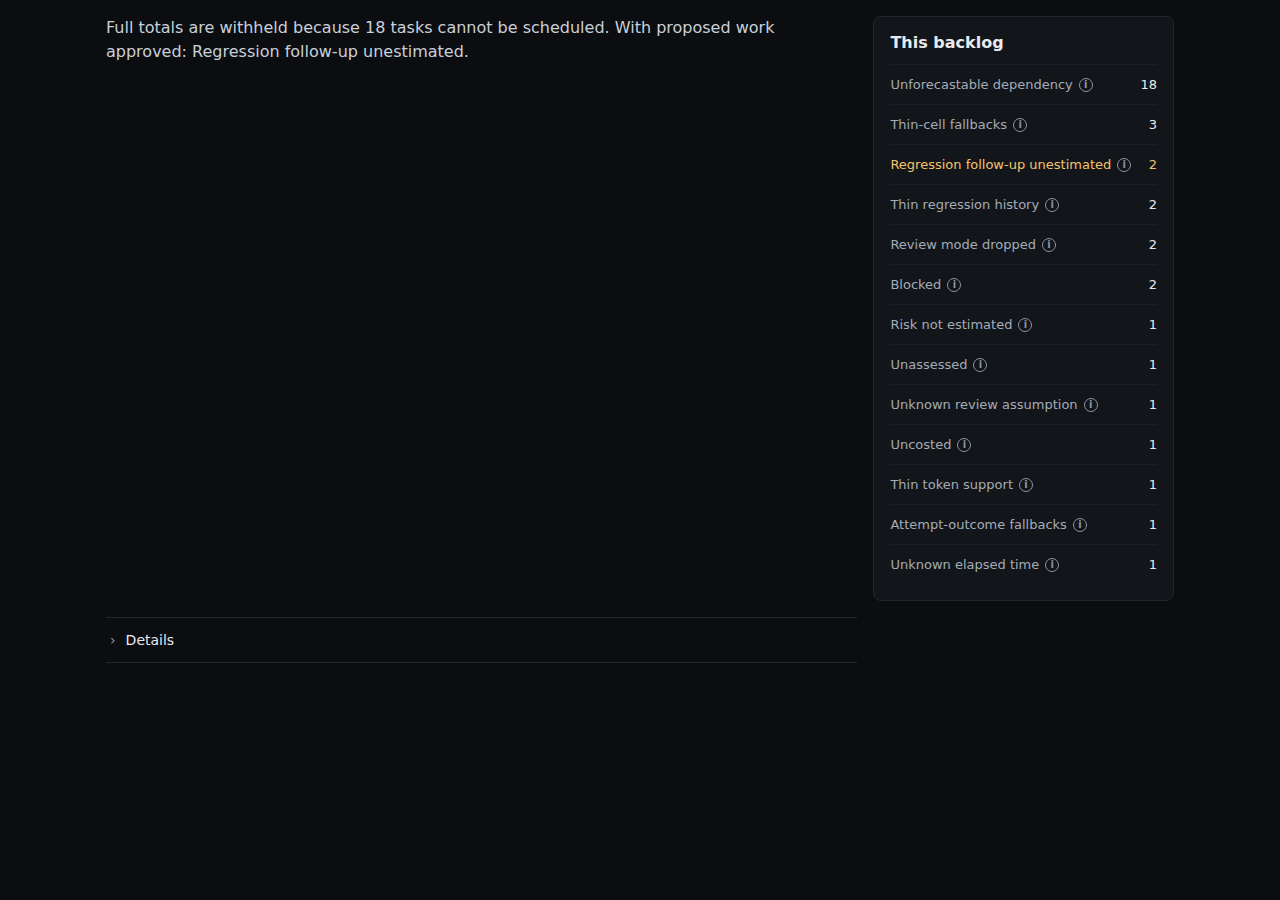 Full totals are withheld because 18 tasks cannot be scheduled. With proposed work
approved: Regression follow-up unestimated.
› Details
This backlog
Unforecastable dependency ⓘ 18
Thin-cell fallbacks ⓘ 3
Regression follow-up unestimated ⓘ 2
Thin regression history ⓘ 2
Review mode dropped ⓘ 2
Blocked ⓘ 2
Risk not estimated ⓘ 1
Unassessed ⓘ 1
Unknown review assumption ⓘ 1
Uncosted ⓘ 1
Thin token support ⓘ 1
Attempt-outcome fallbacks ⓘ 1
Unknown elapsed time ⓘ 1